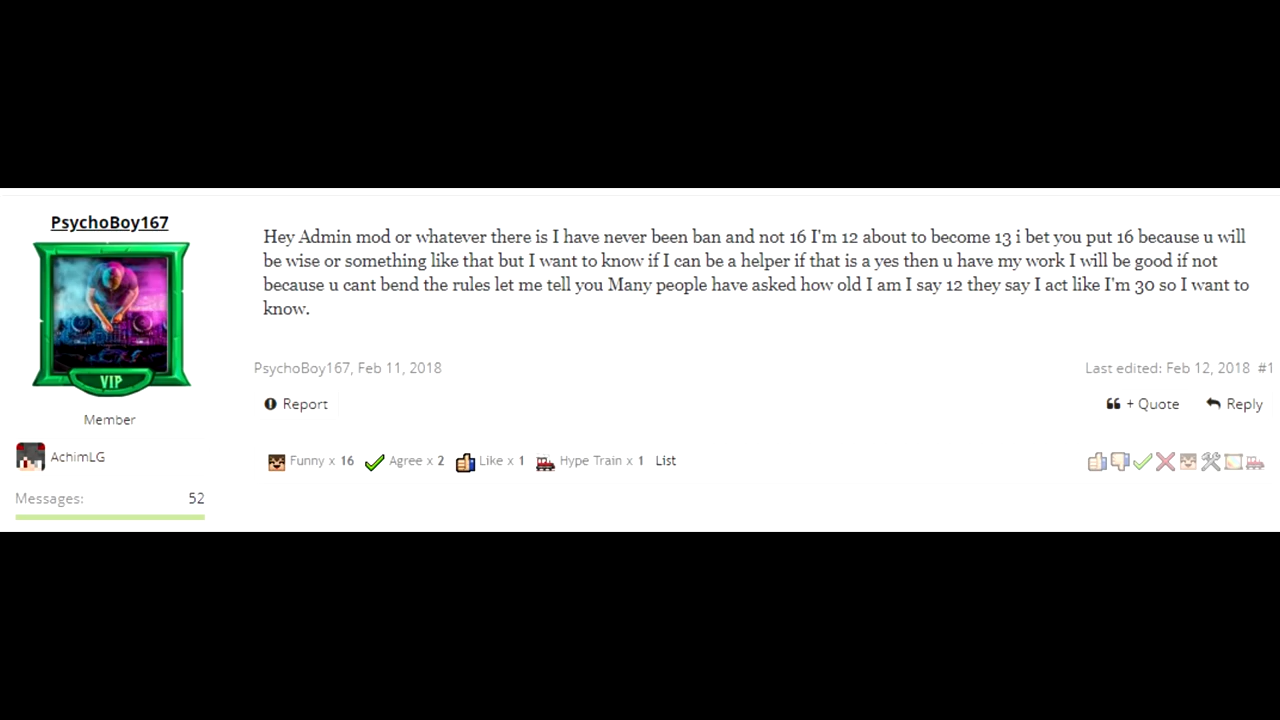 PsychoBoy167
VIP
Member
AchimLG
Messages: 52
Hey Admin mod or whatever there is I have never been ban and not 16 I'm 12 about to become 13 i bet you put 16 because u will
be wise or something like that but I want to know if I can be a helper if that is a yes then u have my work I will be good if not
because u cant bend the rules let me tell you Many people have asked how old I am I say 12 they say I act like I'm 30 so I want to
know.
PsychoBoy167, Feb 11, 2018 Last edited: Feb 12, 2018 #1
Report + Quote Reply
Funny x 16 Agree x 2 Like x 1 Hype Train x 1 List